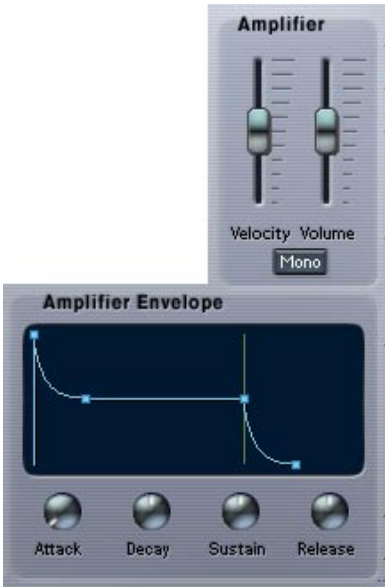 Amplifier
Velocity Volume
Mono
Amplifier Envelope
Attack Decay Sustain Release